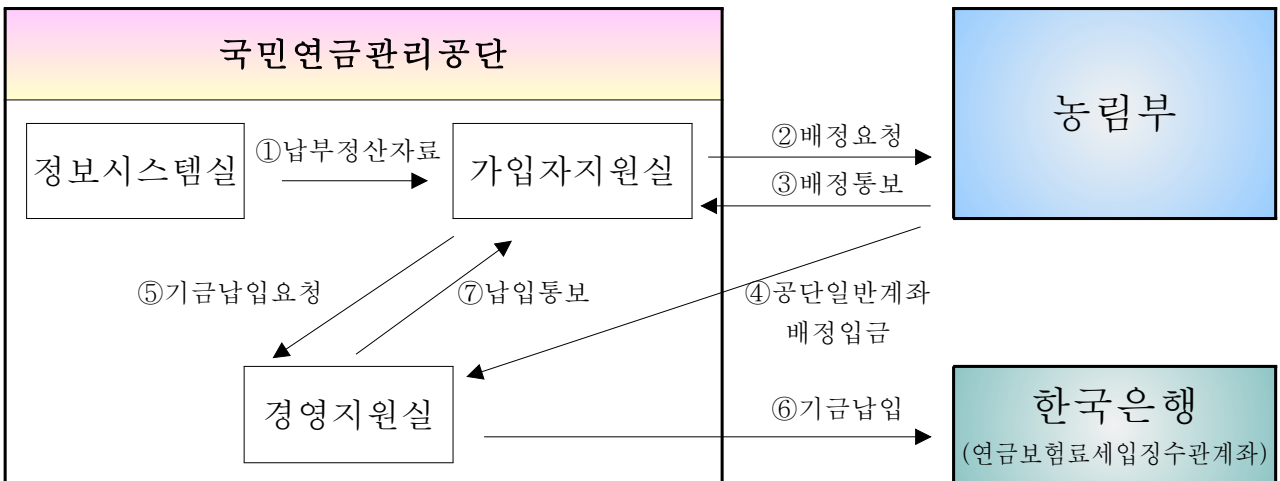 국민연금관리공단
농림부
정보시스템실
①납부정산자료
가입자지원실
②배정요청
③배정통보
⑤기금납입요청
⑦납입통보
④공단일반계좌
배정입금
경영지원실
⑥기금납입
한국은행
(연금보험료세입징수관계좌)